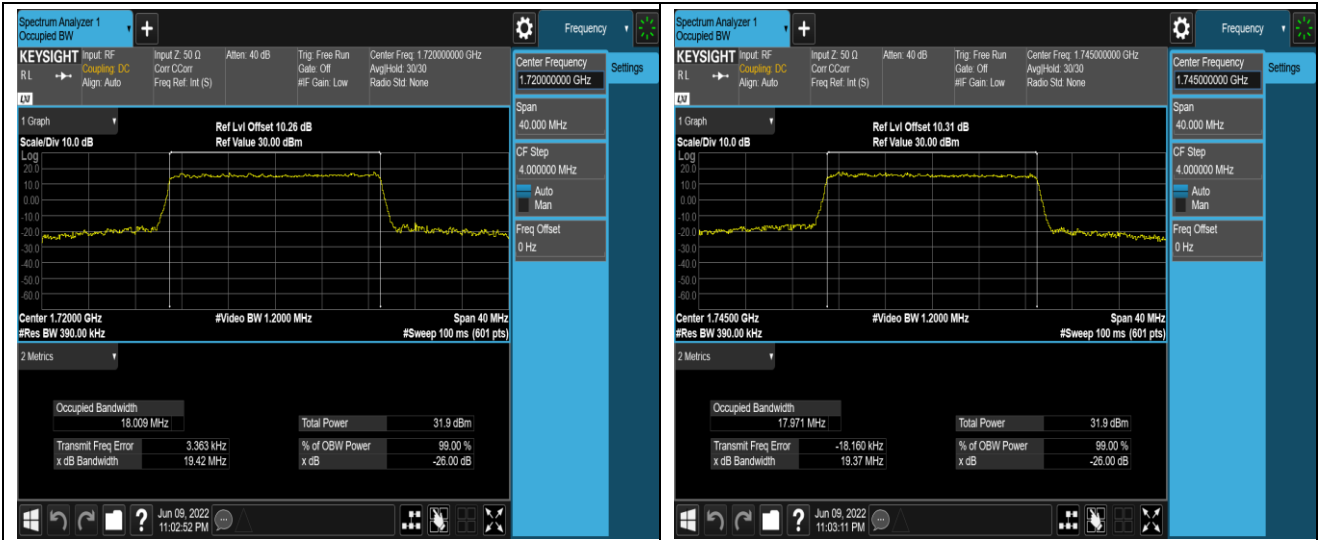 Spectrum Analyzer 1
Occupied BW
+
Frequency
KEYSIGHT Input: RF Input Z: 50 Ω Atten: 40 dB Trig: Free Run Center Freq: 1.720000000 GHz
RL Coupling: DC Corr CCorr Gate: Off Avg|Hold: 30/30
Align: Auto Freq Ref: Int (S) #IF Gain: Low Radio Std: None
LXI
Center Frequency
1.72000000 GHz
Settings
Span
40.000 MHz
CF Step
4.000000 MHz
Auto
Man
Freq Offset
0 Hz
1 Graph
Ref Lvl Offset 10.26 dB
Scale/Div 10.0 dB Ref Value 30.00 dBm
Log
20.0
10.0
0.00
-10.0
-20.0
-30.0
-40.0
-50.0
-60.0
Center 1.72000 GHz #Video BW 1.2000 MHz Span 40 MHz
#Res BW 390.00 kHz #Sweep 100 ms (601 pts)
2 Metrics
Occupied Bandwidth
18.009 MHz Total Power 31.9 dBm
Transmit Freq Error 3.363 kHz % of OBW Power 99.00 %
x dB Bandwidth 19.42 MHz x dB -26.00 dB
? Jun 09, 2022
11:02:52 PM
Spectrum Analyzer 1
Occupied BW
+
Frequency
KEYSIGHT Input: RF Input Z: 50 Ω Atten: 40 dB Trig: Free Run Center Freq: 1.745000000 GHz
RL Coupling: DC Corr CCorr Gate: Off Avg|Hold: 30/30
Align: Auto Freq Ref: Int (S) #IF Gain: Low Radio Std: None
LXI
Center Frequency
1.745000000 GHz
Settings
Span
40.000 MHz
CF Step
4.000000 MHz
Auto
Man
Freq Offset
0 Hz
1 Graph
Ref Lvl Offset 10.31 dB
Scale/Div 10.0 dB Ref Value 30.00 dBm
Log
20.0
10.0
0.00
-10.0
-20.0
-30.0
-40.0
-50.0
-60.0
Center 1.74500 GHz #Video BW 1.2000 MHz Span 40 MHz
#Res BW 390.00 kHz #Sweep 100 ms (601 pts)
2 Metrics
Occupied Bandwidth
17.971 MHz Total Power 31.9 dBm
Transmit Freq Error -18.160 kHz % of OBW Power 99.00 %
x dB Bandwidth 19.37 MHz x dB -26.00 dB
? Jun 09, 2022
11:03:11 PM